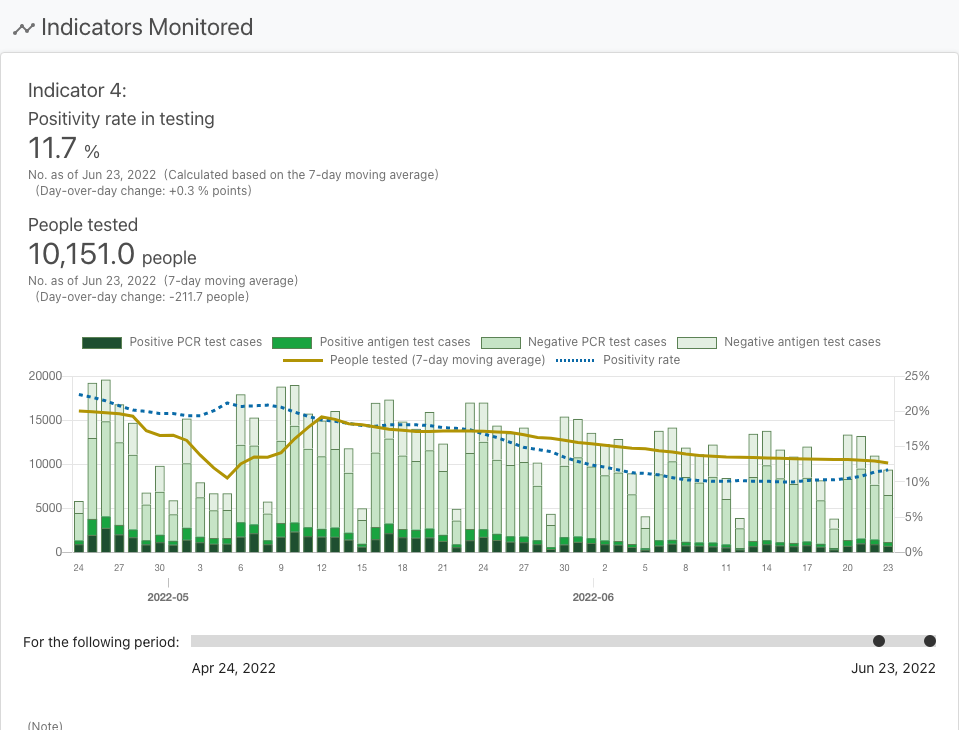 Indicators Monitored
Indicator 4:
Positivity rate in testing
11.7 %
No. as of Jun 23, 2022 (Calculated based on the 7-day moving average)
(Day-over-day change: +0.3 % points)
People tested
10,151.0 people
No. as of Jun 23, 2022 (7-day moving average)
(Day-over-day change: -211.7 people)
Positive PCR test cases Positive antigen test cases Negative PCR test cases Negative antigen test cases
People tested (7-day moving average) Positivity rate
20000 25%
15000 20%
15%
10000 10%
5000 5%
0 0%
24 27 30 3 6 9 12 15 18 21 24 27 30 2 5 8 11 14 17 20 23
2022-05 2022-06
For the following period:
Apr 24, 2022 Jun 23, 2022
(Note)